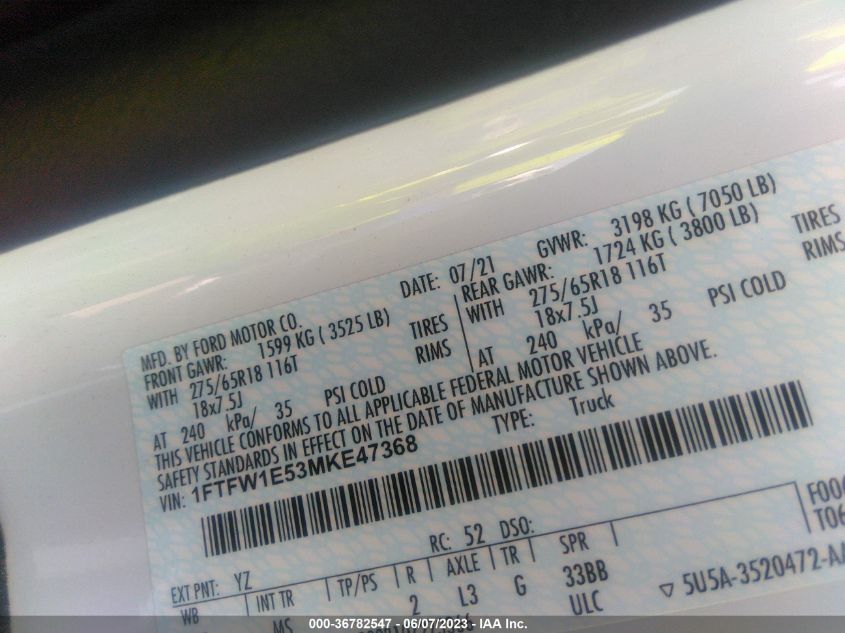 MFD. BY FORD MOTOR CO.
DATE: 07/21 GVWR: 3198 KG ( 7050 LB)
FRONT GAWR: 1599 KG ( 3525 LB) REAR GAWR: 1724 KG ( 3800 LB)
WITH 275/65R18 116T TIRES WITH 275/65R18 116T TIRES
18x7.5J RIMS 18x7.5J RIMS
AT 240 kPa/ 35 PSI COLD AT 240 kPa/ 35 PSI COLD
THIS VEHICLE CONFORMS TO ALL APPLICABLE FEDERAL MOTOR VEHICLE
SAFETY STANDARDS IN EFFECT ON THE DATE OF MANUFACTURE SHOWN ABOVE.
VIN: 1FTFW1E53MKE47368 TYPE: Truck
EXT PNT: YZ RC: 52 DSO:
WB INT TR TP/PS R AXLE TR SPR
MS 2 L3 G 33BB
ULC
5U5A-3520472-AA
000-36782547 - 06/07/2023 - IAA Inc.